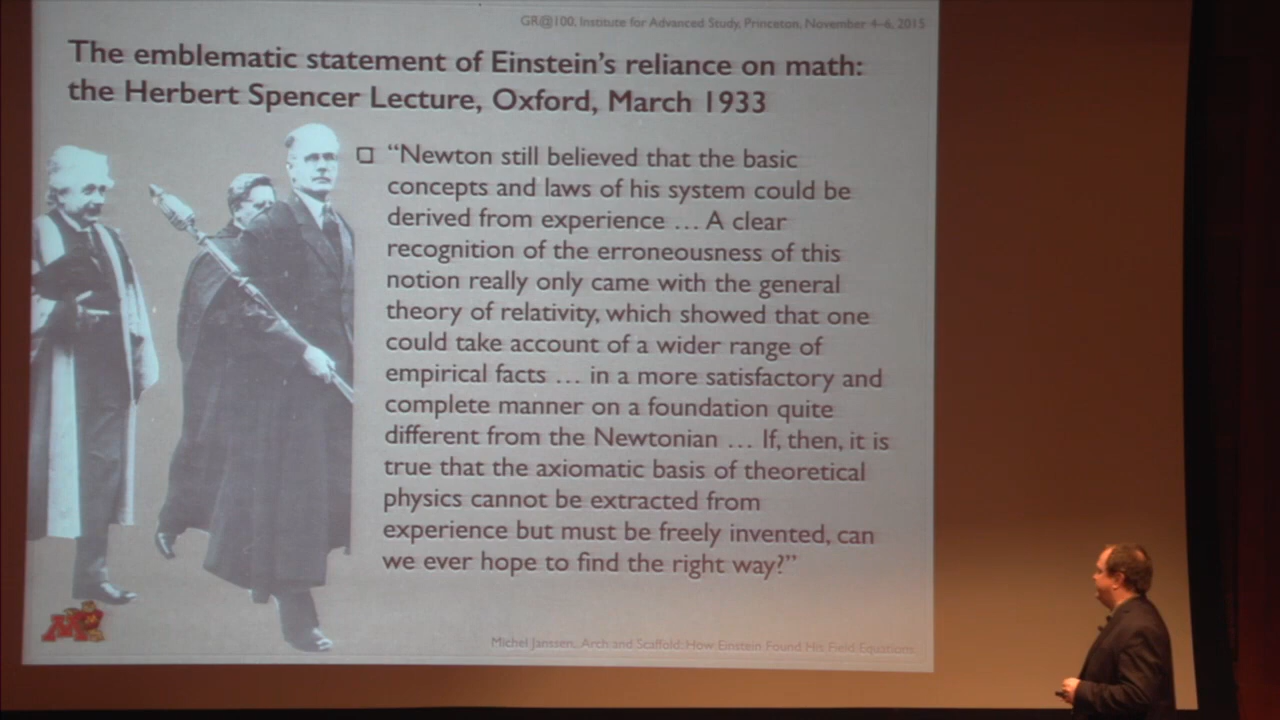 GR@100, Institute for Advanced Study, Princeton, November 4–6, 2015
The emblematic statement of Einstein's reliance on math:
the Herbert Spencer Lecture, Oxford, March 1933
“Newton still believed that the basic
concepts and laws of his system could be
derived from experience … A clear
recognition of the erroneousness of this
notion really only came with the general
theory of relativity, which showed that one
could take account of a wider range of
empirical facts … in a more satisfactory and
complete manner on a foundation quite
different from the Newtonian … If, then, it is
true that the axiomatic basis of theoretical
physics cannot be extracted from
experience but must be freely invented, can
we ever hope to find the right way?”
M
Michel Janssen, Arch and Scaffold: How Einstein Found His Field Equations